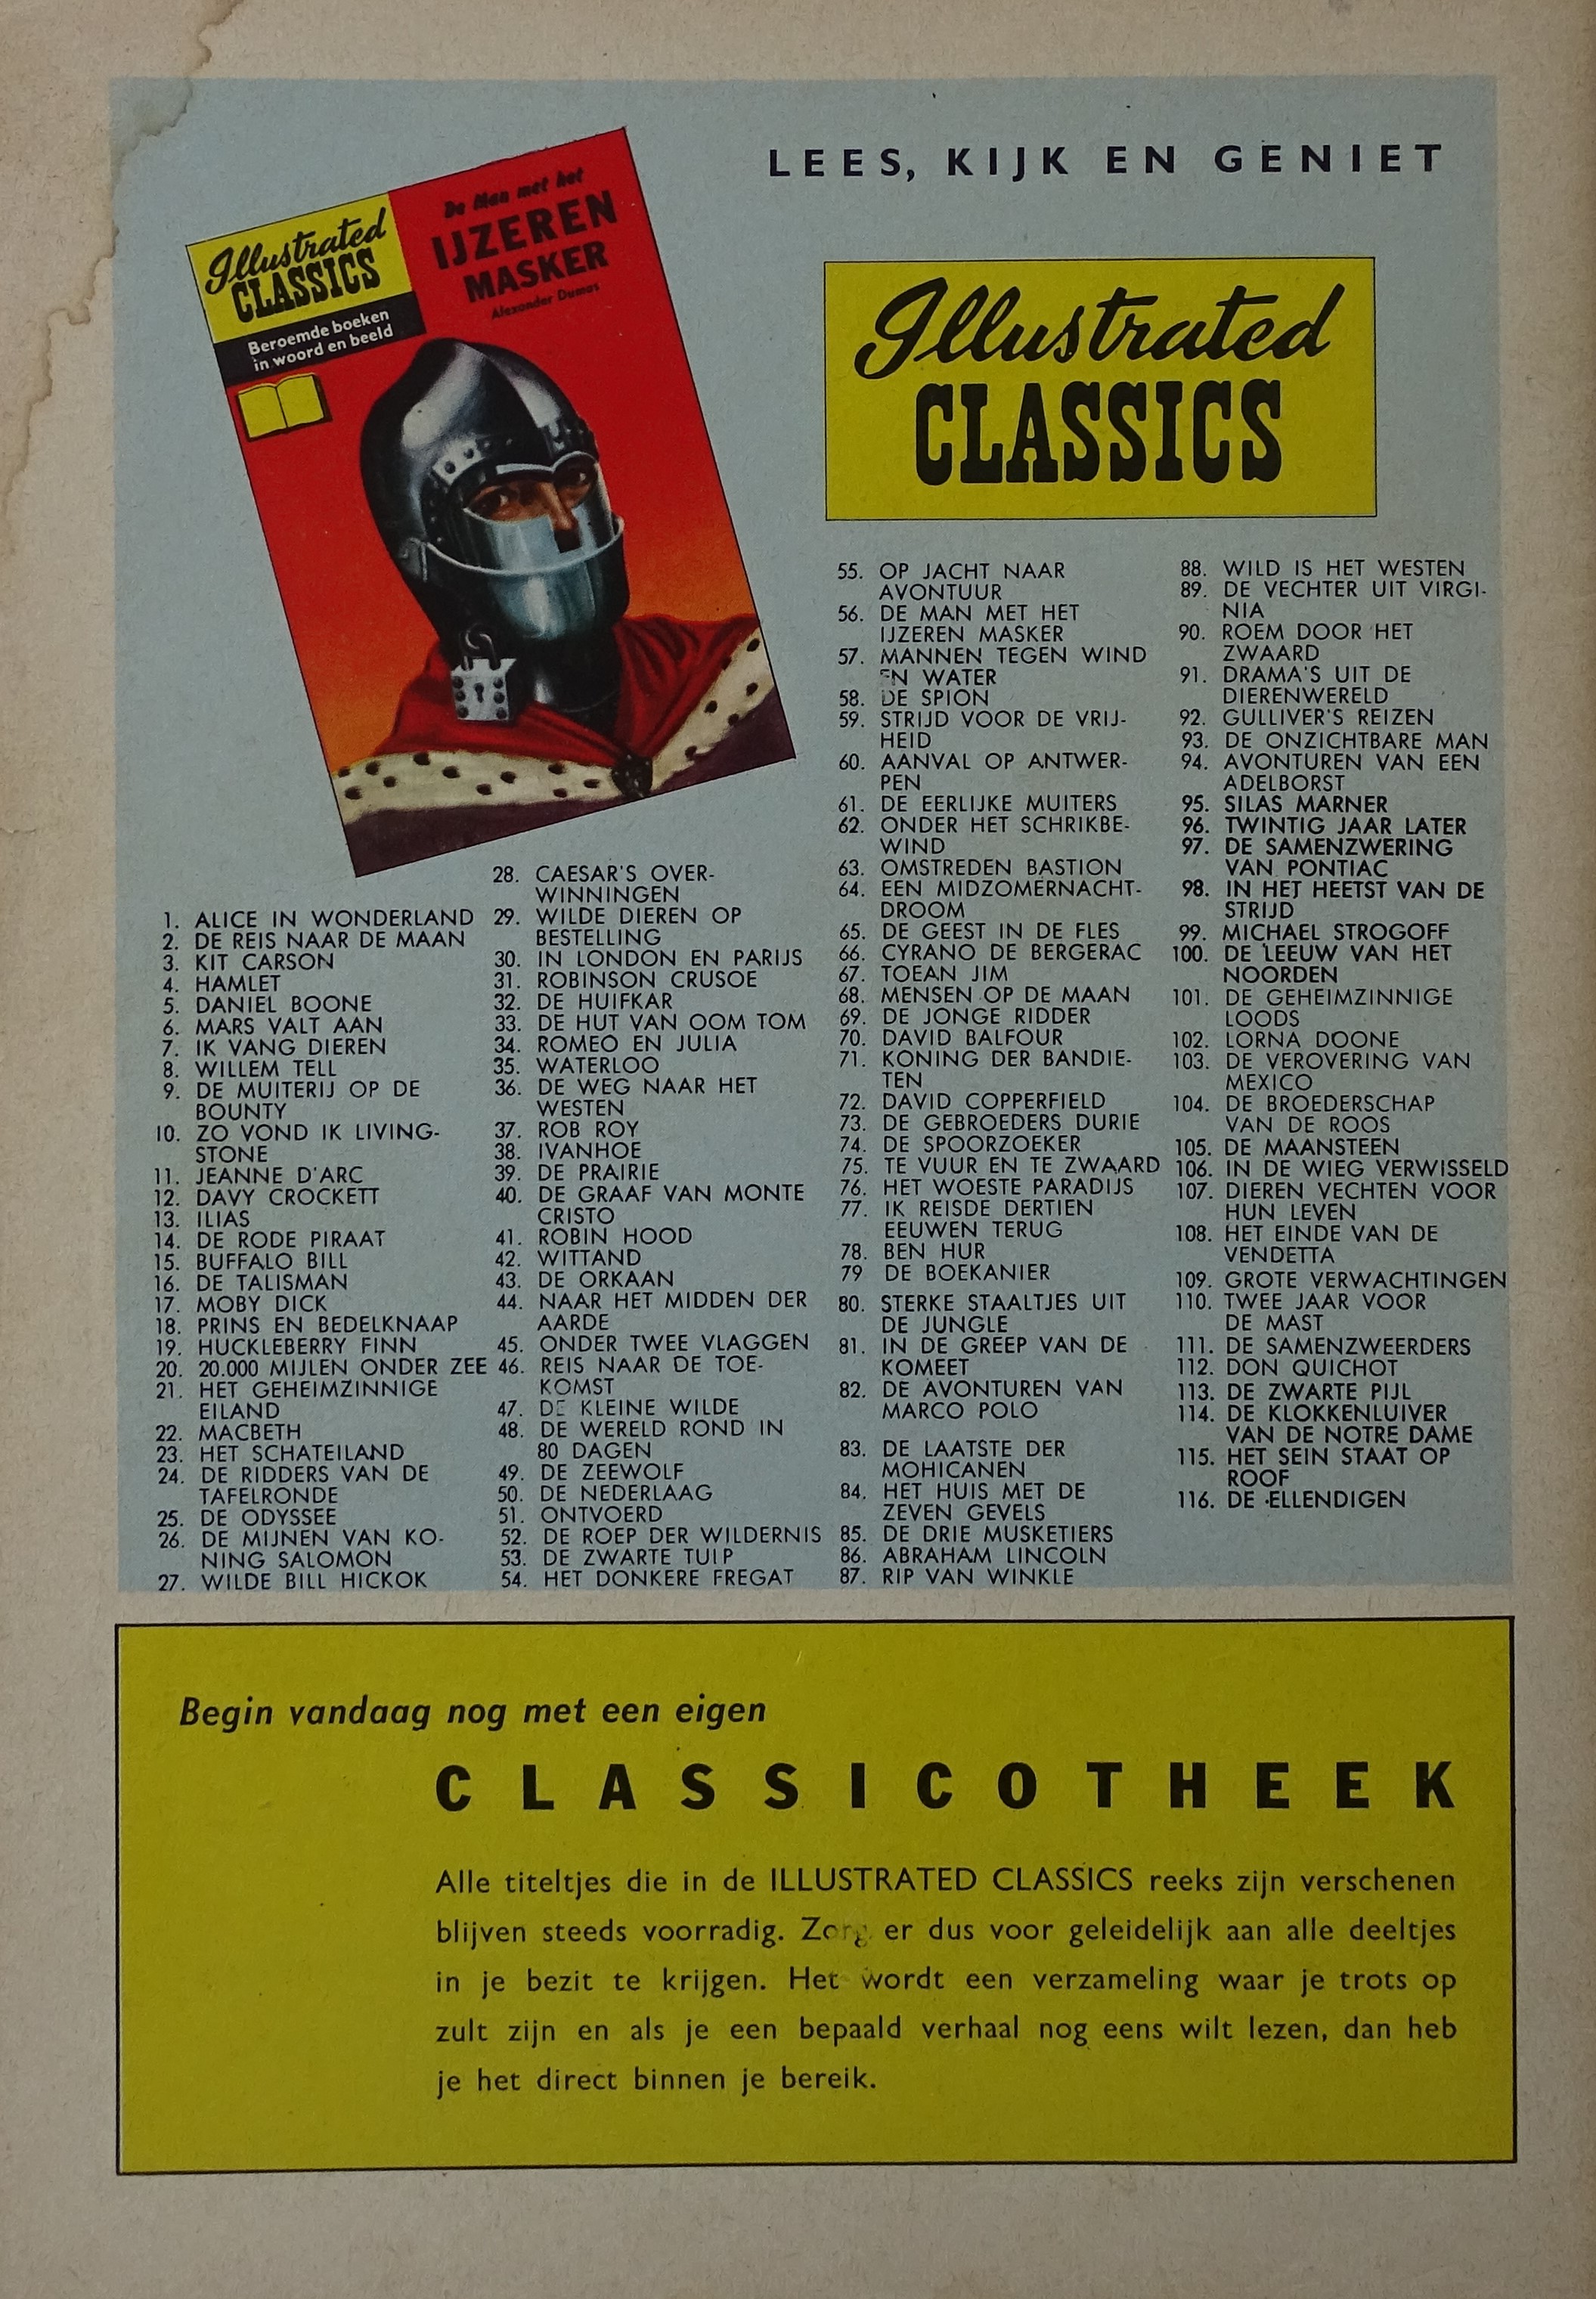 LEES, KIJK EN GENIET
De Man met het
IJZEREN
MASKER
Alexander Dumas
Illustrated
CLASSICS
Beroemde boeken
in woord en beeld
Illustrated
CLASSICS
1. ALICE IN WONDERLAND
2. DE REIS NAAR DE MAAN
3. KIT CARSON
4. HAMLET
5. DANIEL BOONE
6. MARS VALT AAN
7. IK VANG DIEREN
8. WILLEM TELL
9. DE MUITERIJ OP DE
BOUNTY
10. ZO VOND IK LIVING-
STONE
11. JEANNE D'ARC
12. DAVY CROCKETT
13. ILIAS
14. DE RODE PIRAAT
15. BUFFALO BILL
16. DE TALISMAN
17. MOBY DICK
18. PRINS EN BEDELKNAAP
19. HUCKLEBERRY FINN
20. 20.000 MIJLEN ONDER ZEE
21. HET GEHEIMZINNIGE
EILAND
22. MACBETH
23. HET SCHATEILAND
24. DE RIDDERS VAN DE
TAFELRONDE
25. DE ODYSSEE
26. DE MIJNEN VAN KO-
NING SALOMON
27. WILDE BILL HICKOK
28. CAESAR'S OVER-
WINNINGEN
29. WILDE DIEREN OP
BESTELLING
30. IN LONDON EN PARIJS
31. ROBINSON CRUSOE
32. DE HUIFKAR
33. DE HUT VAN OOM TOM
34. ROMEO EN JULIA
35. WATERLOO
36. DE WEG NAAR HET
WESTEN
37. ROB ROY
38. IVANHOE
39. DE PRAIRIE
40. DE GRAAF VAN MONTE
CRISTO
41. ROBIN HOOD
42. WITTAND
43. DE ORKAAN
44. NAAR HET MIDDEN DER
AARDE
45. ONDER TWEE VLAGGEN
46. REIS NAAR DE TOE-
KOMST
47. DE KLEINE WILDE
48. DE WERELD ROND IN
80 DAGEN
49. DE ZEEWOLF
50. DE NEDERLAAG
51. ONTVOERD
52. DE ROEP DER WILDERNIS
53. DE ZWARTE TULP
54. HET DONKERE FREGAT
55. OP JACHT NAAR
AVONTUUR
56. DE MAN MET HET
IJZEREN MASKER
57. MANNEN TEGEN WIND
EN WATER
58. DE SPION
59. STRIJD VOOR DE VRIJ-
HEID
60. AANVAL OP ANTWER-
PEN
61. DE EERLIJKE MUITERS
62. ONDER HET SCHRIKBE-
WIND
63. OMSTREDEN BASTION
64. EEN MIDZOMERNACHT-
DROOM
65. DE GEEST IN DE FLES
66. CYRANO DE BERGERAC
67. TOEAN JIM
68. MENSEN OP DE MAAN
69. DE JONGE RIDDER
70. DAVID BALFOUR
71. KONING DER BANDIE-
TEN
72. DAVID COPPERFIELD
73. DE GEBROEDERS DURIE
74. DE SPOORZOEKER
75. TE VUUR EN TE ZWAARD
76. HET WOESTE PARADIJS
77. IK REISDE DERTIEN
EEUWEN TERUG
78. BEN HUR
79 DE BOEKANIER
80. STERKE STAALTJES UIT
DE JUNGLE
81. IN DE GREEP VAN DE
KOMEET
82. DE AVONTUREN VAN
MARCO POLO
83. DE LAATSTE DER
MOHICANEN
84. HET HUIS MET DE
ZEVEN GEVELS
85. DE DRIE MUSKETIERS
86. ABRAHAM LINCOLN
87. RIP VAN WINKLE
88. WILD IS HET WESTEN
89. DE VECHTER UIT VIRGI-
NIA
90. ROEM DOOR HET
ZWAARD
91. DRAMA'S UIT DE
DIERENWERELD
92. GULLIVER'S REIZEN
93. DE ONZICHTBARE MAN
94. AVONTUREN VAN EEN
ADELBORST
95. SILAS MARNER
96. TWINTIG JAAR LATER
97. DE SAMENZWERING
VAN PONTIAC
98. IN HET HEETST VAN DE
STRIJD
99. MICHAEL STROGOFF
100. DE LEEUW VAN HET
NOORDEN
101. DE GEHEIMZINNIGE
LOODS
102. LORNA DOONE
103. DE VEROVERING VAN
MEXICO
104. DE BROEDERSCHAP
VAN DE ROOS
105. DE MAANSTEEN
106. IN DE WIEG VERWISSELD
107. DIEREN VECHTEN VOOR
HUN LEVEN
108. HET EINDE VAN DE
VENDETTA
109. GROTE VERWACHTINGEN
110. TWEE JAAR VOOR
DE MAST
111. DE SAMENZWEERDERS
112. DON QUICHOT
113. DE ZWARTE PIJL
114. DE KLOKKENLUIVER
VAN DE NOTRE DAME
115. HET SEIN STAAT OP
ROOF
116. DE ELLENDIGEN
Begin vandaag nog met een eigen
CLASSICOTHEEK
Alle titeltjes die in de ILLUSTRATED CLASSICS reeks zijn verschenen
blijven steeds voorradig. Zorg er dus voor geleidelijk aan alle deeltjes
in je bezit te krijgen. Het wordt een verzameling waar je trots op
zult zijn en als je een bepaald verhaal nog eens wilt lezen, dan heb
je het direct binnen je bereik.